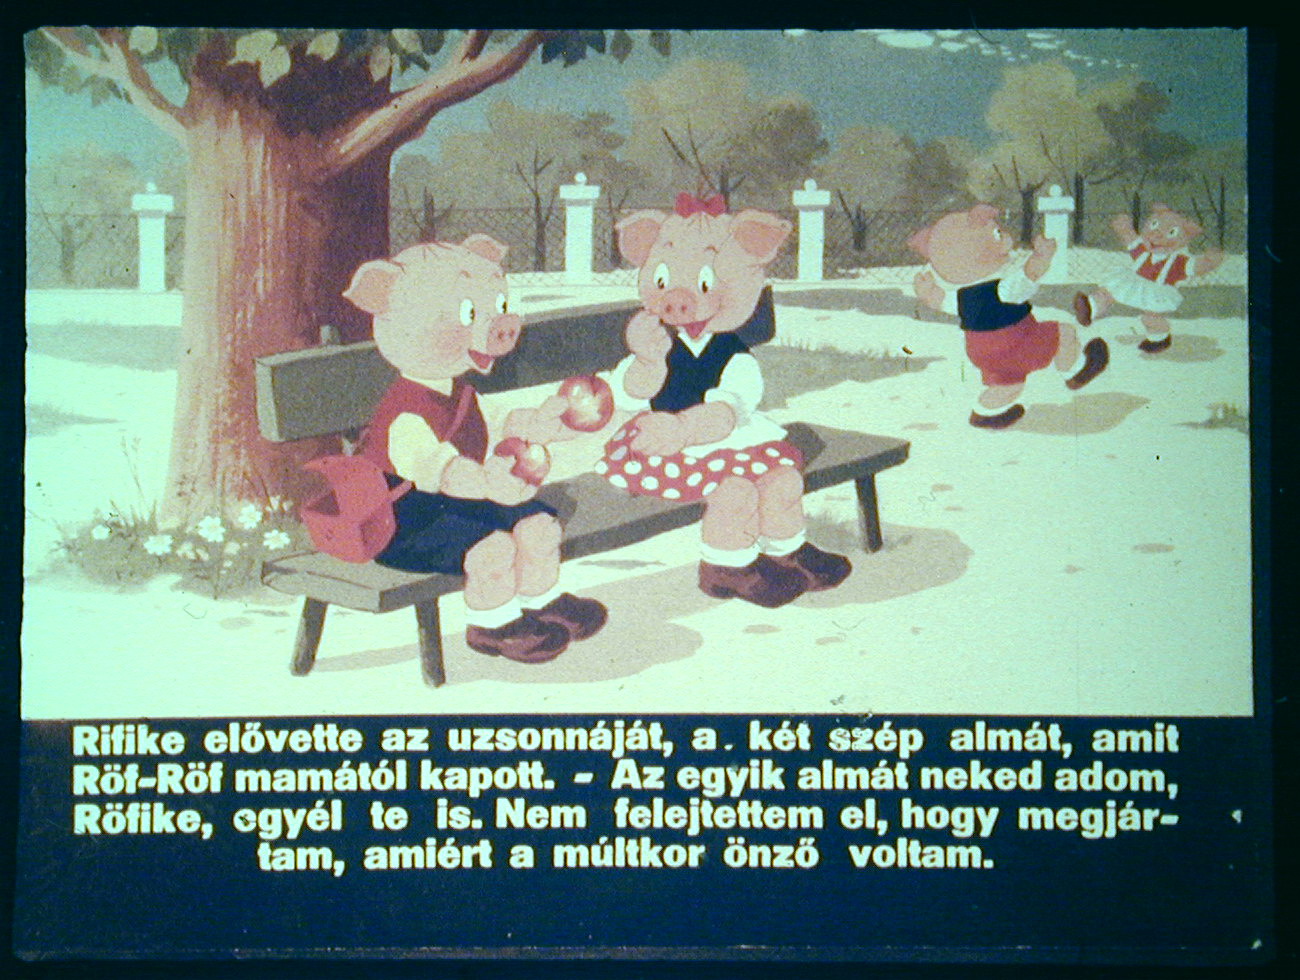 Rifike elővette az uzsonnáját, a két szép almát, amit
Röf-Röf mamától kapott. - Az egyik almát neked adom,
Röfike, egyél te is. Nem felejtettem el, hogy megjár-
tam, amiért a múltkor önző voltam.